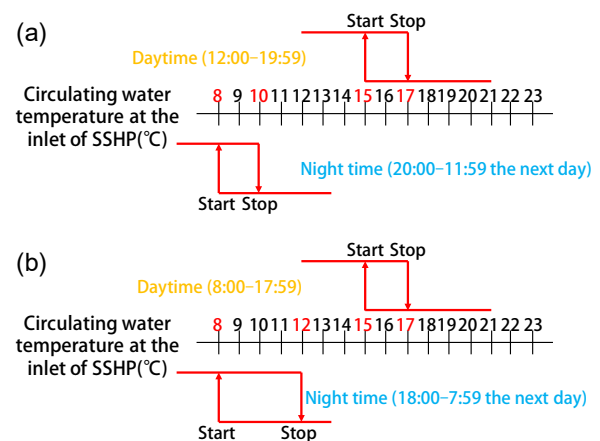 (a)
Start Stop
Daytime (12:00-19:59)
Circulating water
temperature at the
inlet of SSHP(℃)
8 9 10 11 12 13 14 15 16 17 18 19 20 21 22 23
Night time (20:00-11:59 the next day)
Start Stop
(b)
Start Stop
Daytime (8:00-17:59)
Circulating water
temperature at the
inlet of SSHP(℃)
8 9 10 11 12 13 14 15 16 17 18 19 20 21 22 23
Night time (18:00-7:59 the next day)
Start Stop